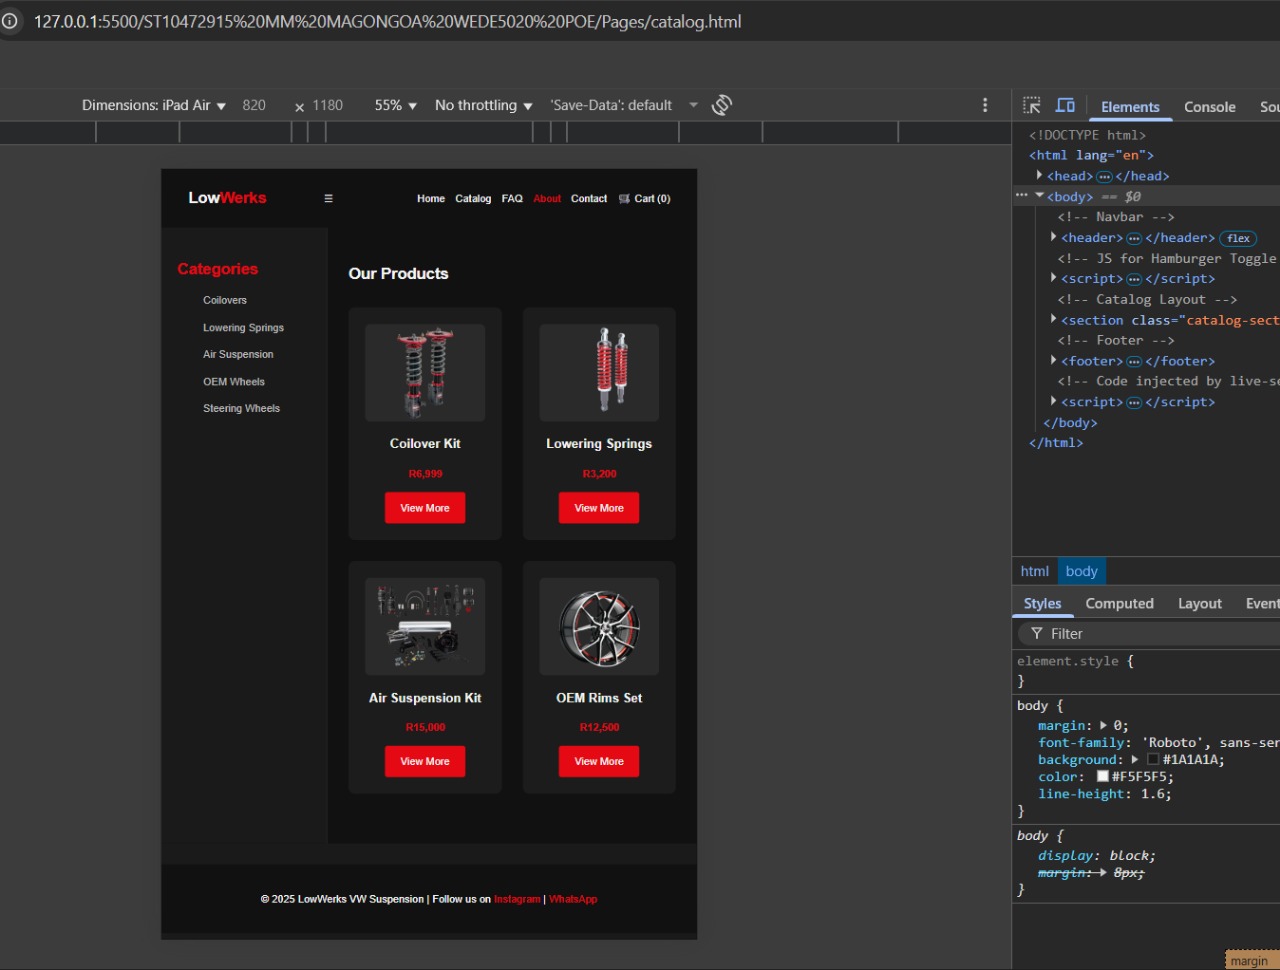 127.0.0.1:5500/ST10472915%20MM%20MAGONGOA%20WEDE5020%20POE/Pages/catalog.html
Dimensions: iPad Air ▼ 820 × 1180 55% ▼ No throttling ▼ 'Save-Data': default ▼
LowWerks ☰ Home Catalog FAQ About Contact 🛒 Cart (0)
Categories
Coilovers
Lowering Springs
Air Suspension
OEM Wheels
Steering Wheels
Our Products
Coilover Kit
R6,999
View More
Lowering Springs
R3,200
View More
Air Suspension Kit
R15,000
View More
OEM Rims Set
R12,500
View More
© 2025 LowWerks VW Suspension | Follow us on Instagram | WhatsApp
Elements Console Sou
<!DOCTYPE html>
<html lang="en">
<head> ⋯ </head>
⋯ <body> == $0
<!-- Navbar -->
<header> ⋯ </header> flex
<!-- JS for Hamburger Toggle
<script> ⋯ </script>
<!-- Catalog Layout -->
<section class="catalog-sect
<!-- Footer -->
<footer> ⋯ </footer>
<!-- Code injected by live-se
<script> ⋯ </script>
</body>
</html>
html body
Styles Computed Layout Event
Filter
element.style {
}
body {
margin: ▶ 0;
font-family: 'Roboto', sans-ser
background: ▶ #1A1A1A;
color: #F5F5F5;
line-height: 1.6;
}
body {
display: block;
margin: ▶ 8px;
}
margin